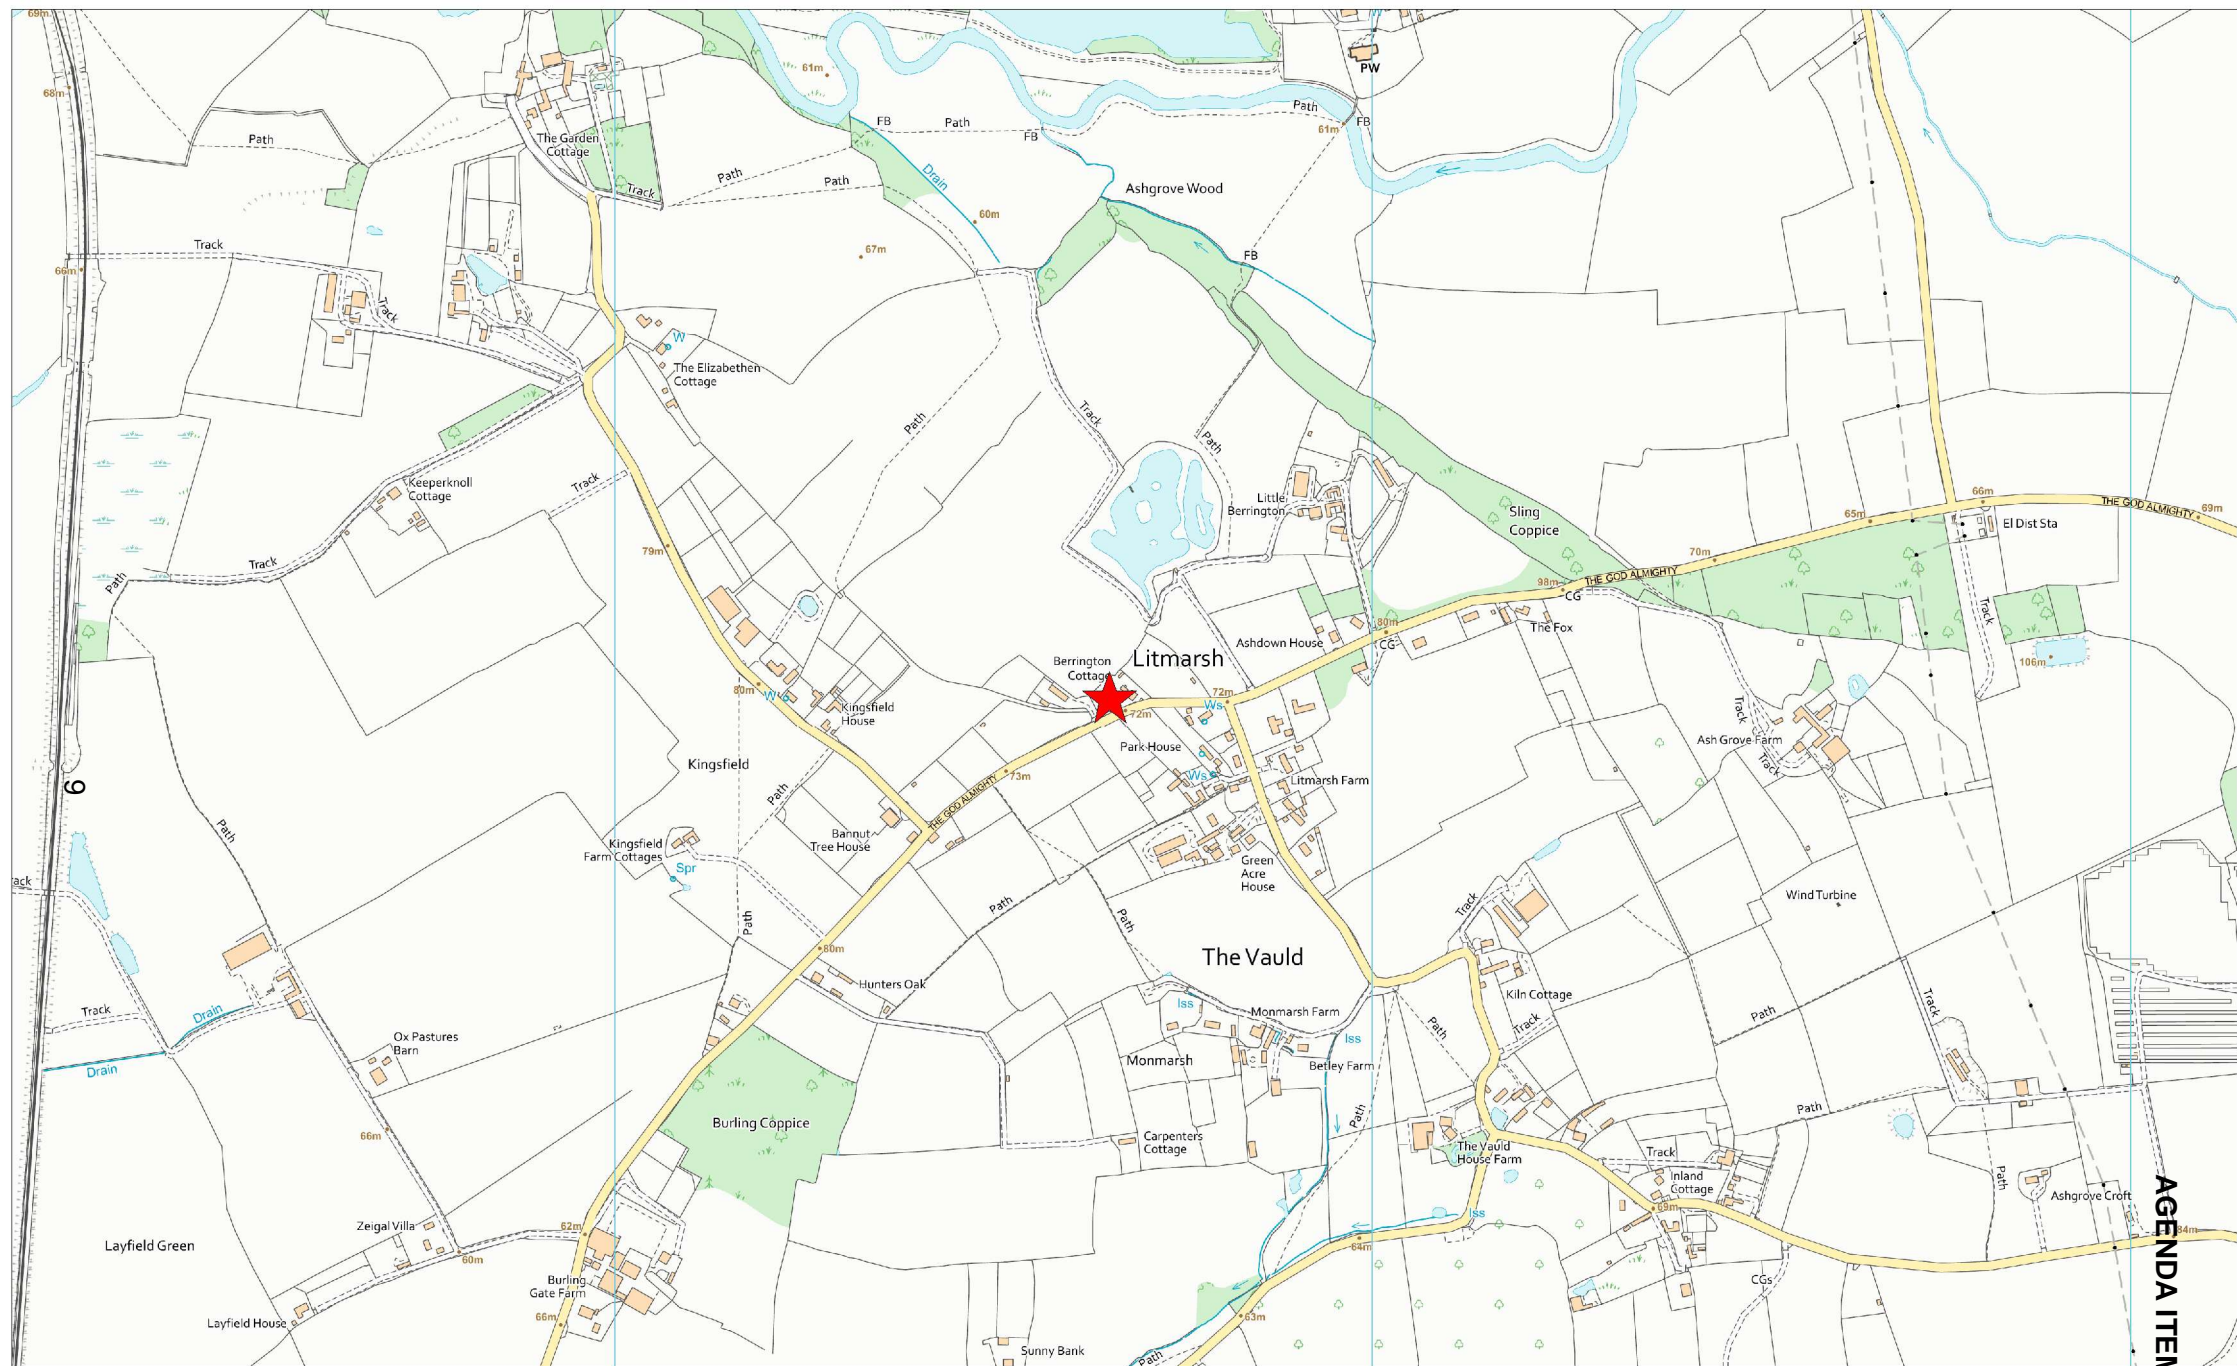 69m
68m
61m
PW
Path
FB
Path
FB
Path
61m
FB
The Garden
Cottage
Drain
Track
Path
Path
Ashgrove Wood
60m
Track
67m
FB
66m
Track
W
The Elizabethen
Cottage
Track
Path
Path
Keeperknoll
Cottage
Track
Little
Berrington
Sling
Coppice
66m
THE GOD ALMIGHTY
69m
65m
El Dist Sta
79m
70m
Track
Path
98m
THE GOD ALMIGHTY
CG
Track
80m
The Fox
Ashdown House
CG
Litmarsh
Berrington
Cottage
106m
80m
W
72m
Ws
72m
Kingsfield
House
Track
Park House
Ash Grove Farm
Track
Kingsfield
Ws
73m
Litmarsh Farm
9
THE GOD ALMIGHTY
Path
Path
Bannut
Tree House
Kingsfield
Farm Cottages
Spr
Green
Acre
House
Track
Wind Turbine
Path
Path
Path
Track
80m
The Vauld
Hunters Oak
Kiln Cottage
Iss
Monmarsh Farm
Track
Drain
Track
Path
Path
Track
Ox Pastures
Barn
Iss
Monmarsh
Betley Farm
Drain
Path
Path
66m
Burling Coppice
Carpenters
Cottage
The Vauld
House Farm
Track
Inland
Cottage
Path
Ashgrove Croft
69m
Iss
Zeigal Villa
62m
84m
Layfield Green
64m
60m
CGs
Burling
Gate Farm
66m
63m
Layfield House
Sunny Bank
Path